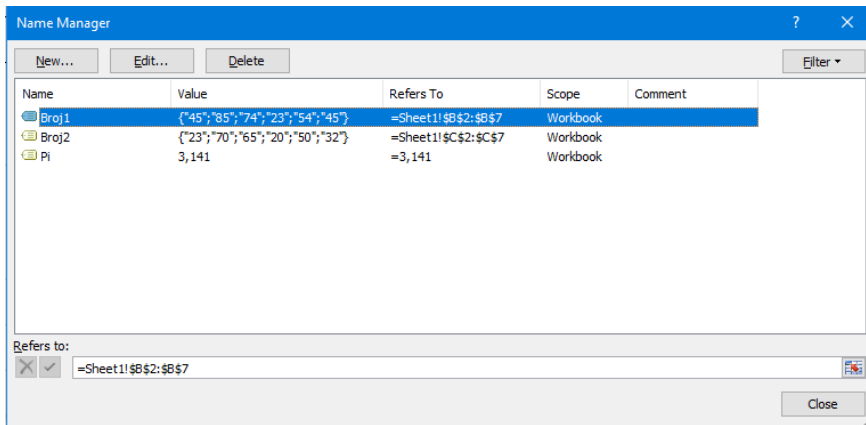 Name Manager ?
New... Edit... Delete Filter
Name Value Refers To Scope Comment
Broj1 {"45";"85";"74";"23";"54";"45"} =Sheet1!$B$2:$B$7 Workbook
Broj2 {"23";"70";"65";"20";"50";"32"} =Sheet1!$C$2:$C$7 Workbook
Pi 3,141 =3,141 Workbook
Refers to:
=Sheet1!$B$2:$B$7
Close